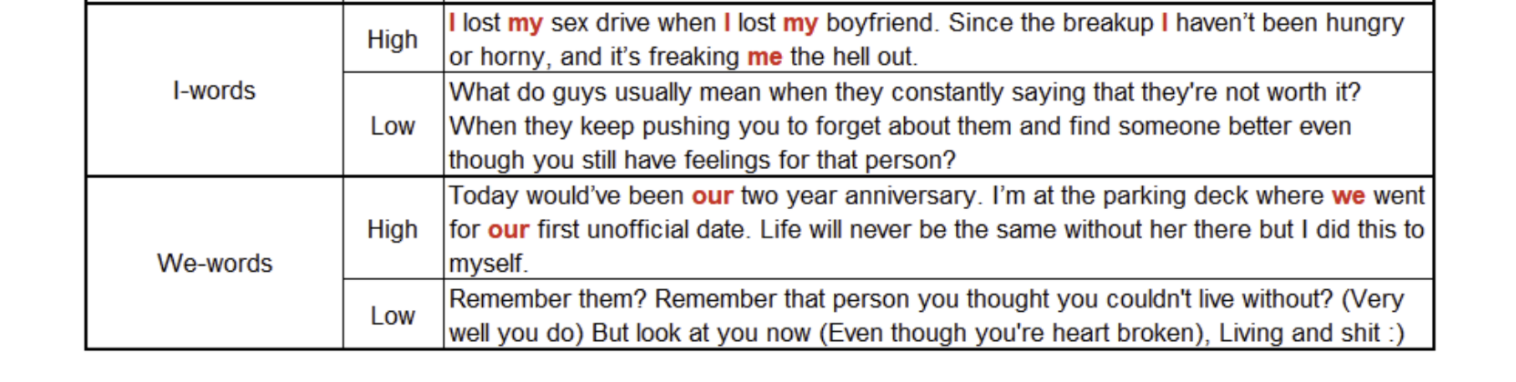 I lost my sex drive when I lost my boyfriend. Since the breakup I haven’t been hungry
High
or horny, and it’s freaking me the hell out.
I-words
What do guys usually mean when they constantly saying that they're not worth it?
Low
When they keep pushing you to forget about them and find someone better even
though you still have feelings for that person?
Today would’ve been our two year anniversary. I’m at the parking deck where we went
High
for our first unofficial date. Life will never be the same without her there but I did this to
myself.
We-words
Remember them? Remember that person you thought you couldn't live without? (Very
Low
well you do) But look at you now (Even though you're heart broken), Living and shit :)